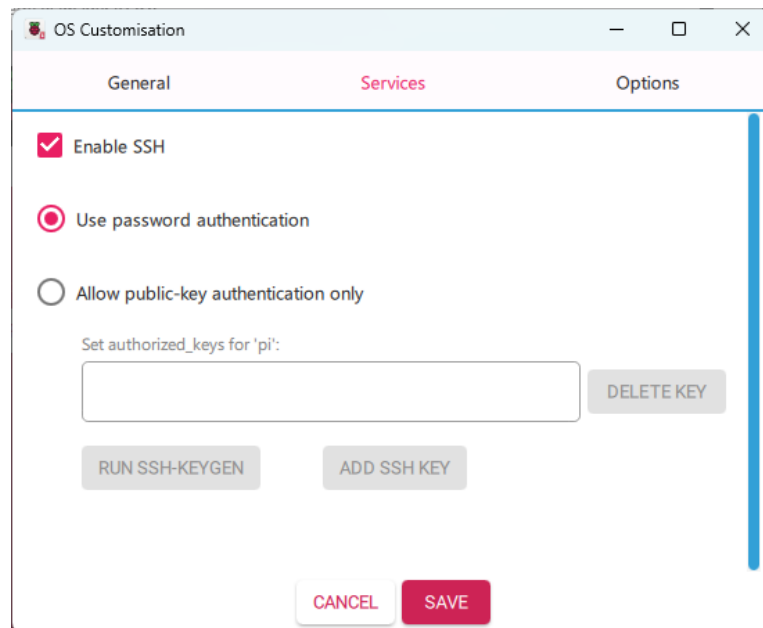 OS Customisation
General Services Options
Enable SSH
Use password authentication
Allow public-key authentication only
Set authorized_keys for 'pi':
DELETE KEY
RUN SSH-KEYGEN ADD SSH KEY
CANCEL SAVE